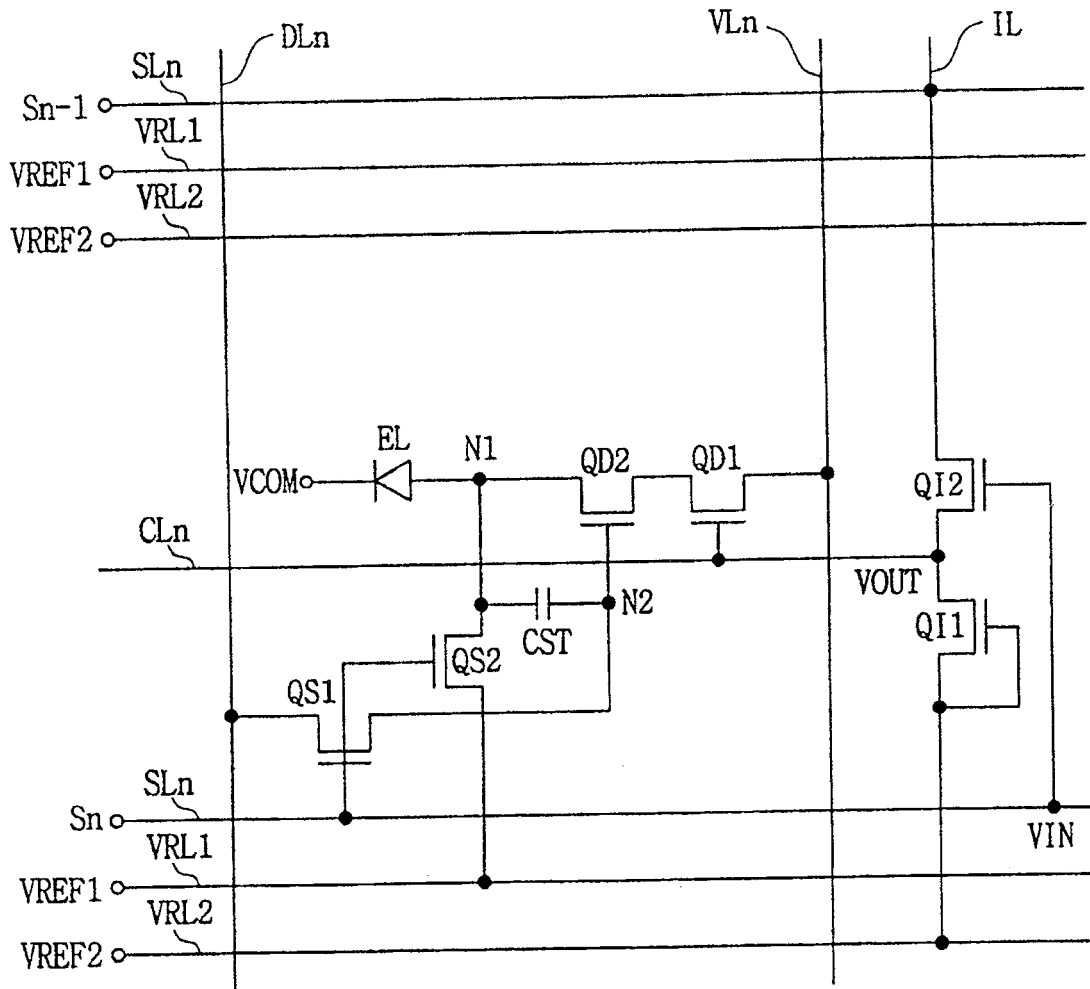 DLn
VLn
IL
SLn
Sn-1
VRL1
VREF1
VRL2
VREF2
EL
N1
QD2
QD1
VCOM
QI2
CLn
VOUT
N2
CST
QI1
QS2
QS1
SLn
Sn
VIN
VRL1
VREF1
VRL2
VREF2